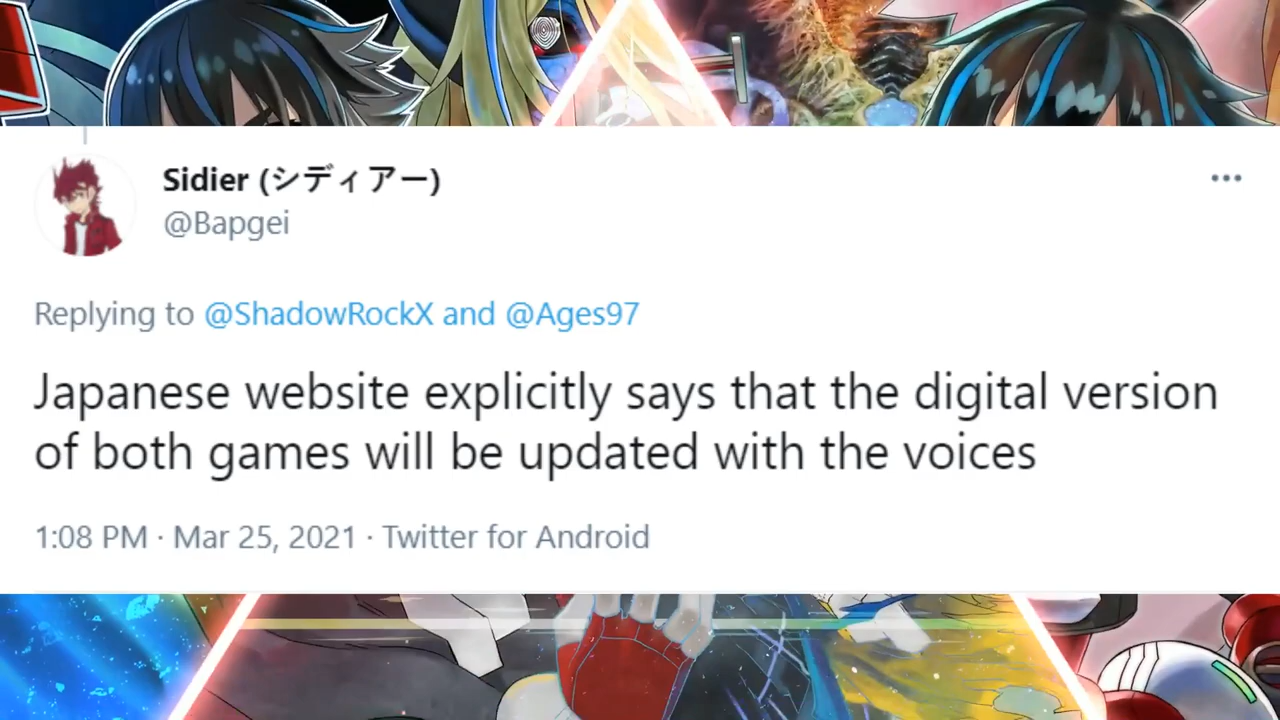 Sidier (シディアー)
@Bapgei
Replying to @ShadowRockX and @Ages97
Japanese website explicitly says that the digital version
of both games will be updated with the voices
1:08 PM · Mar 25, 2021 · Twitter for Android